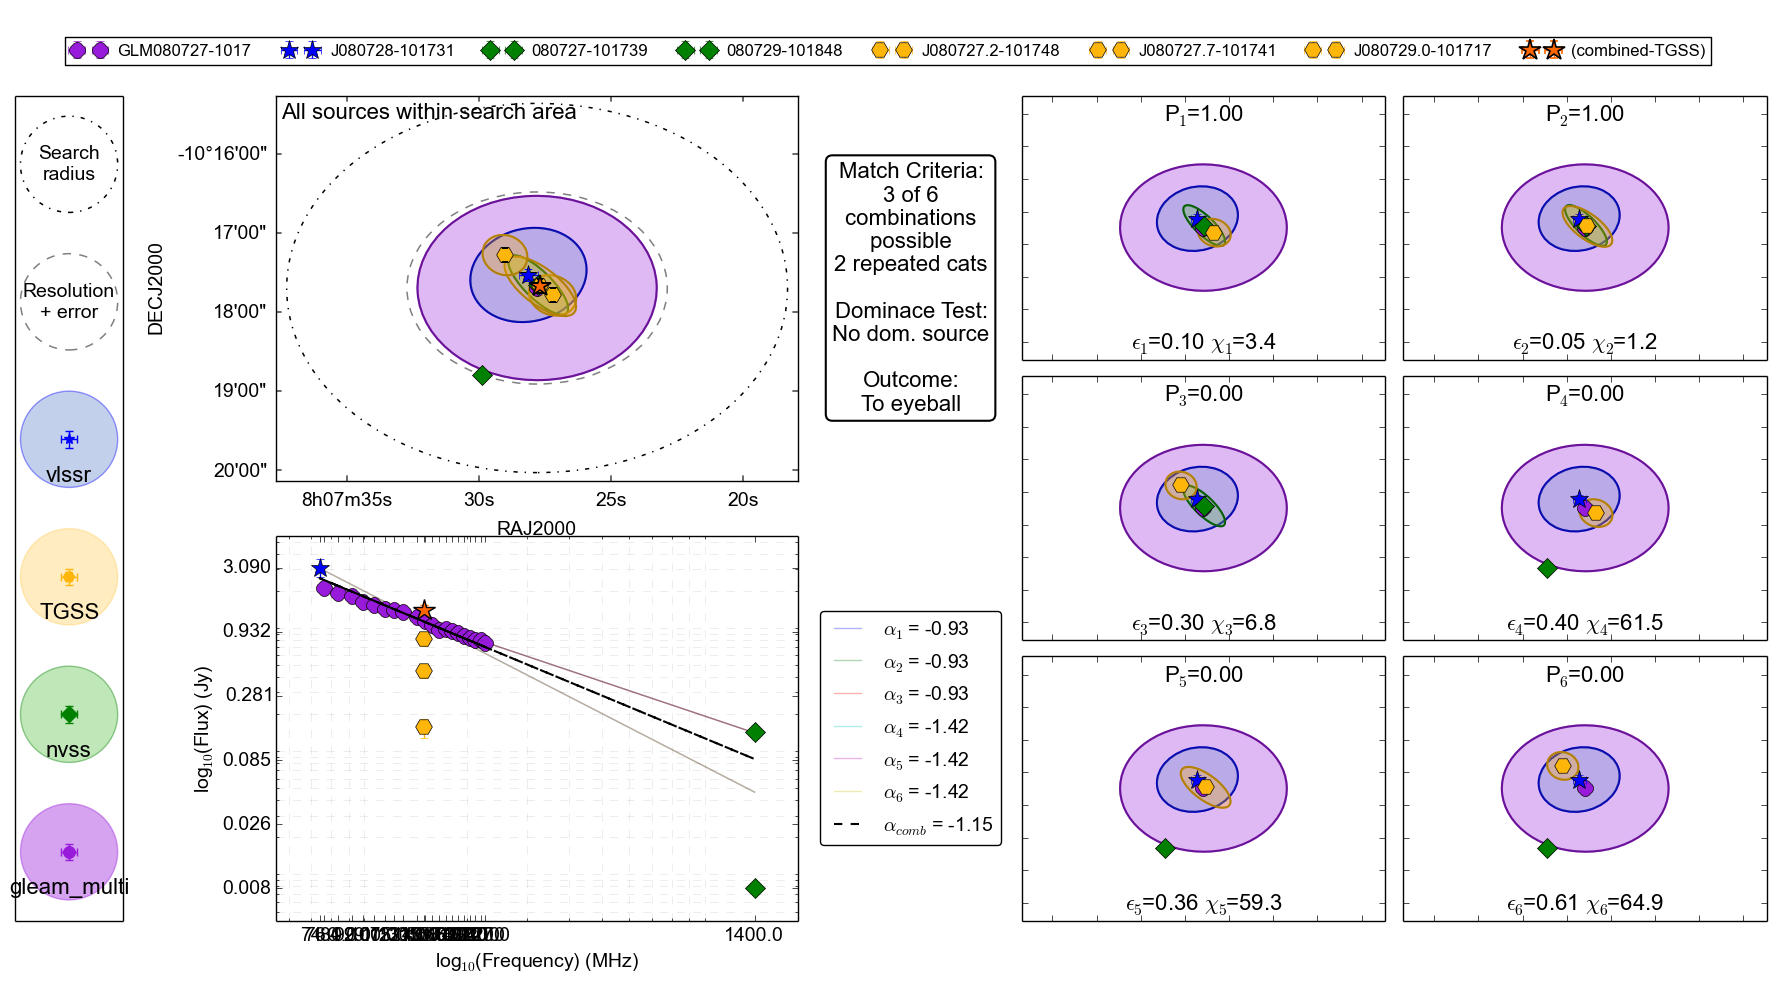 GLM080727-1017 J080728-101731 080727-101739 080729-101848 J080727.2-101748 J080727.7-101741 J080729.0-101717 (combined-TGSS)
Search
radius
Resolution
+ error
vlssr
TGSS
nvss
gleam_multi
All sources within search area
DECJ2000
-10°16'00"
17'00"
18'00"
19'00"
20'00"
8h07m35s 30s 25s 20s
RAJ2000
Match Criteria:
3 of 6
combinations
possible
2 repeated cats
Dominace Test:
No dom. source
Outcome:
To eyeball
log10(Flux) (Jy)
3.090
0.932
0.281
0.085
0.026
0.008
1400.0
log10(Frequency) (MHz)
α1 = -0.93
α2 = -0.93
α3 = -0.93
α4 = -1.42
α5 = -1.42
α6 = -1.42
αcomb = -1.15
P1=1.00
ϵ1=0.10 χ1=3.4
P2=1.00
ϵ2=0.05 χ2=1.2
P3=0.00
ϵ3=0.30 χ3=6.8
P4=0.00
ϵ4=0.40 χ4=61.5
P5=0.00
ϵ5=0.36 χ5=59.3
P6=0.00
ϵ6=0.61 χ6=64.9